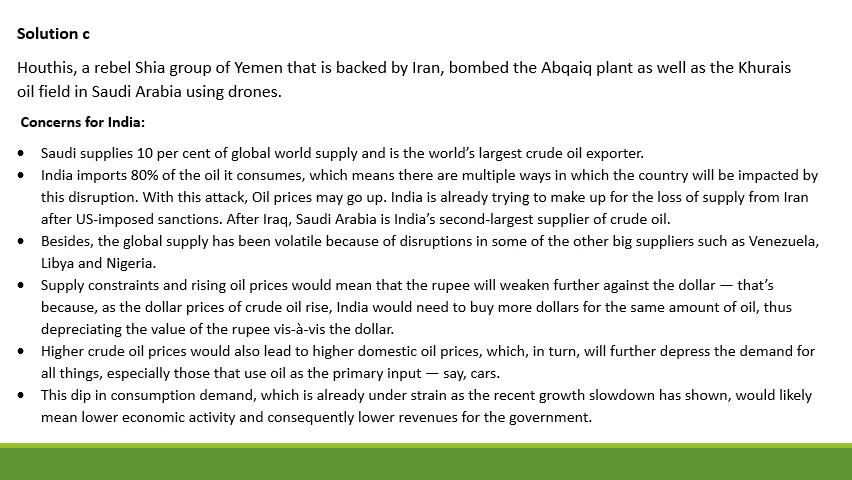 Solution c
Houthis, a rebel Shia group of Yemen that is backed by Iran, bombed the Abqaiq plant as well as the Khurais
oil field in Saudi Arabia using drones.
Concerns for India:
• Saudi supplies 10 per cent of global world supply and is the world’s largest crude oil exporter.
• India imports 80% of the oil it consumes, which means there are multiple ways in which the country will be impacted by
this disruption. With this attack, Oil prices may go up. India is already trying to make up for the loss of supply from Iran
after US-imposed sanctions. After Iraq, Saudi Arabia is India’s second-largest supplier of crude oil.
• Besides, the global supply has been volatile because of disruptions in some of the other big suppliers such as Venezuela,
Libya and Nigeria.
• Supply constraints and rising oil prices would mean that the rupee will weaken further against the dollar — that’s
because, as the dollar prices of crude oil rise, India would need to buy more dollars for the same amount of oil, thus
depreciating the value of the rupee vis-à-vis the dollar.
• Higher crude oil prices would also lead to higher domestic oil prices, which, in turn, will further depress the demand for
all things, especially those that use oil as the primary input — say, cars.
• This dip in consumption demand, which is already under strain as the recent growth slowdown has shown, would likely
mean lower economic activity and consequently lower revenues for the government.